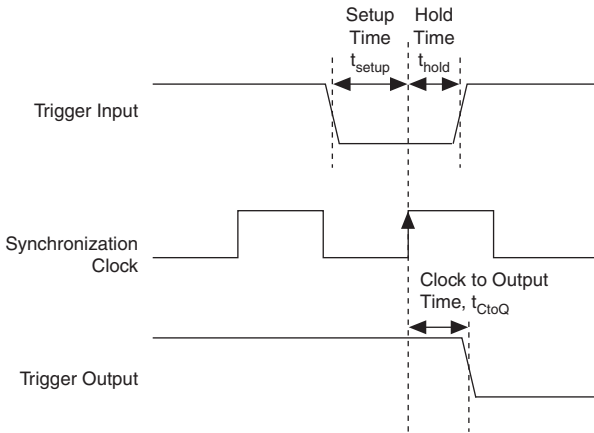 Setup
Time
t_setup
Hold
Time
t_hold
Trigger Input
Synchronization
Clock
Clock to Output
Time, t_CtoQ
Trigger Output